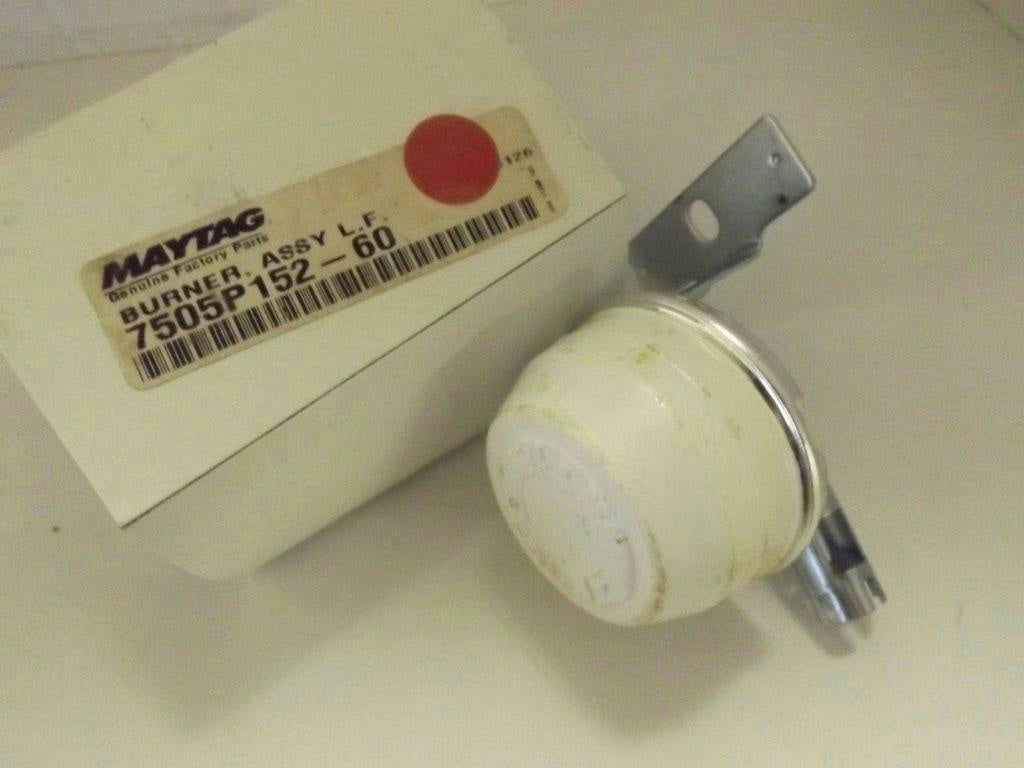 MAYTAG
Genuine Factory Parts
BURNER, ASSY L.F.
7505P152-60
126